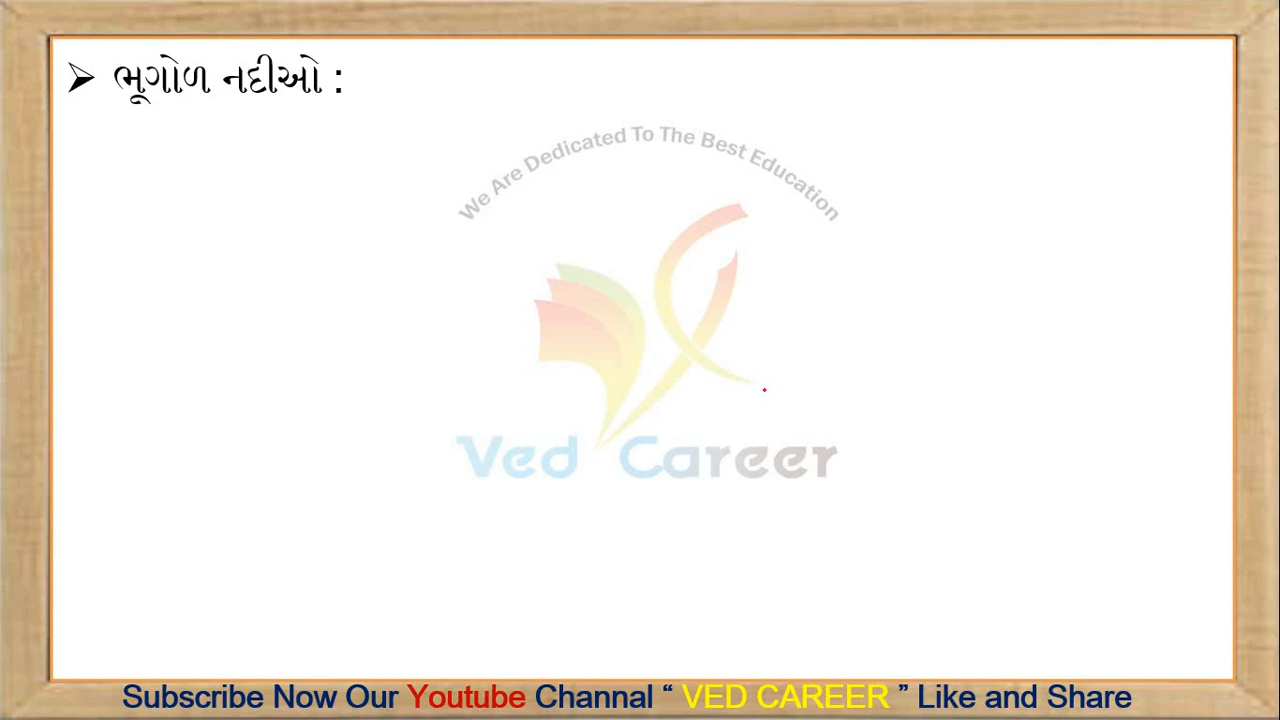 ➢ ભૂગોળ નદીઓ :
We Are Dedicated To The Best Education
Ved Career
Subscribe Now Our Youtube Channal “ VED CAREER ” Like and Share